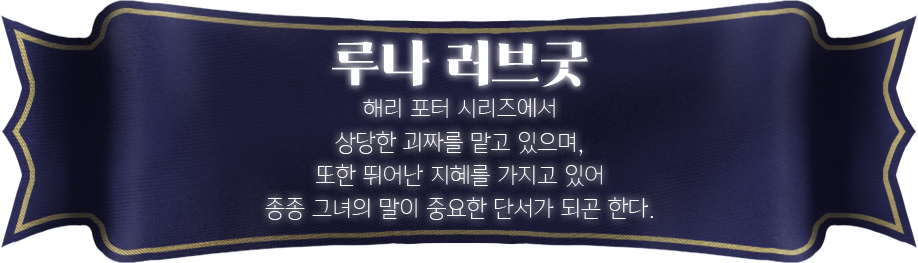 루나 러브굿
해리 포터 시리즈에서
상당한 괴짜를 맡고 있으며,
또한 뛰어난 지혜를 가지고 있어
종종 그녀의 말이 중요한 단서가 되곤 한다.